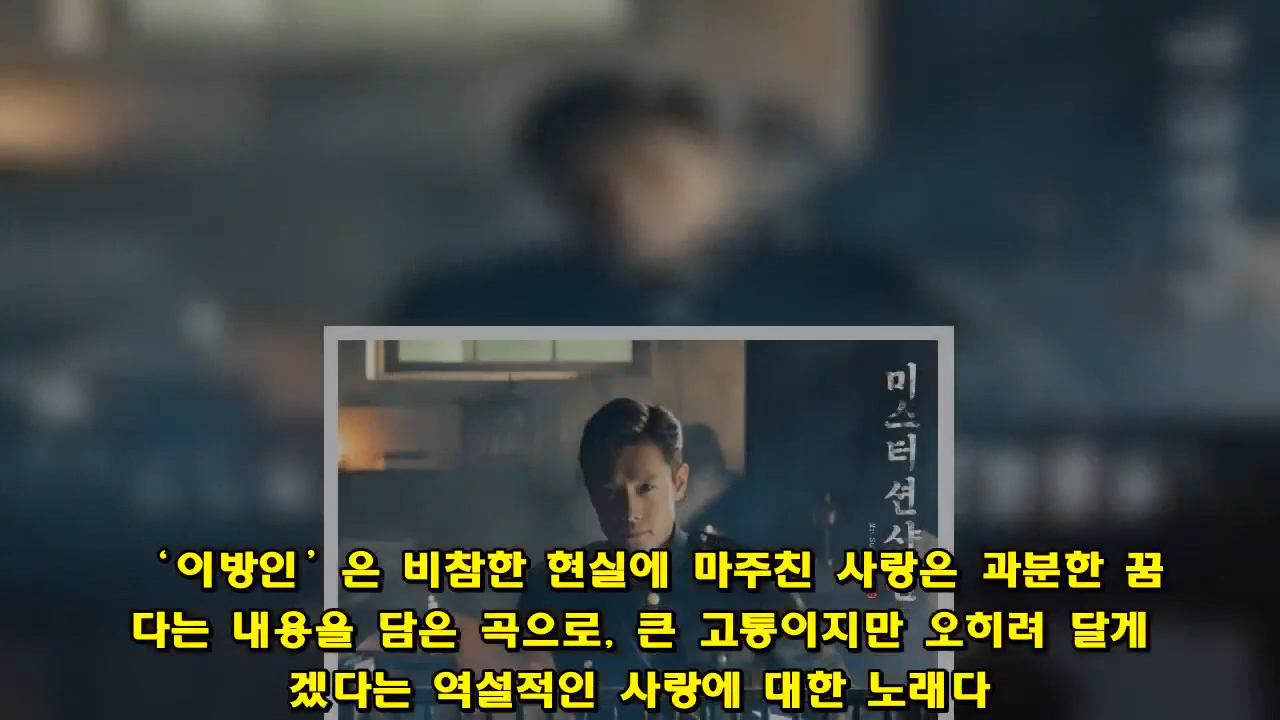 미스터션샤
‘이방인’은 비참한 현실에 마주친 사랑은 과분한 꿈
다는 내용을 담은 곡으로, 큰 고통이지만 오히려 달게
겠다는 역설적인 사랑에 대한 노래다